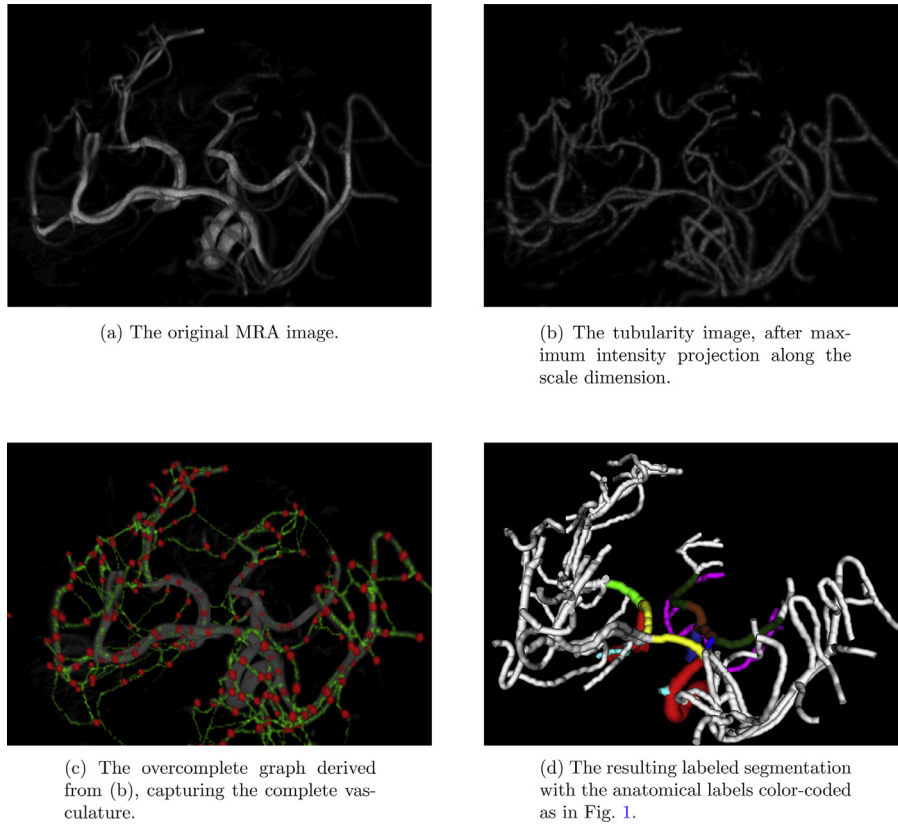 (a) The original MRA image.
(b) The tubularity image, after max-
imum intensity projection along the
scale dimension.
(c) The overcomplete graph derived
from (b), capturing the complete vas-
culature.
(d) The resulting labeled segmentation
with the anatomical labels color-coded
as in Fig. 1.